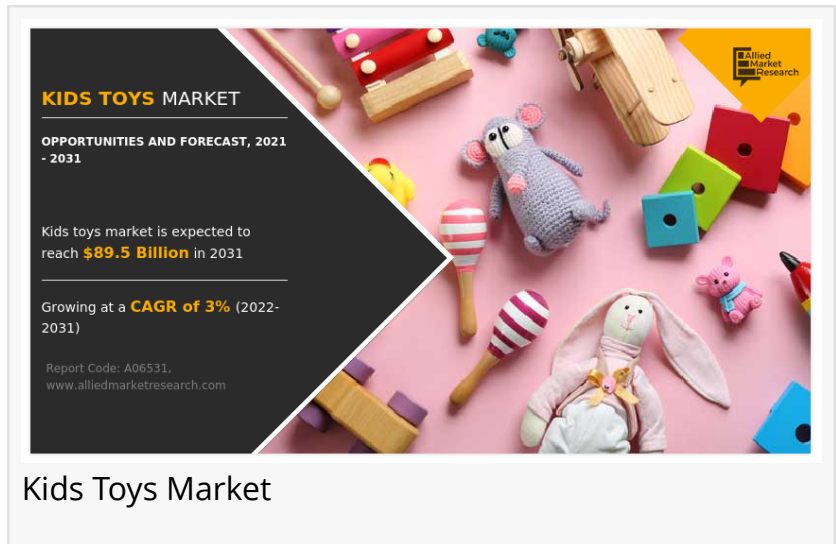 KIDS TOYS MARKET
OPPORTUNITIES AND FORECAST, 2021
- 2031
Kids toys market is expected to
reach $89.5 Billion in 2031
Growing at a CAGR of 3% (2022-
2031)
Report Code: A06531,
www.alliedmarketresearch.com
Allied
Market
Research
Kids Toys Market